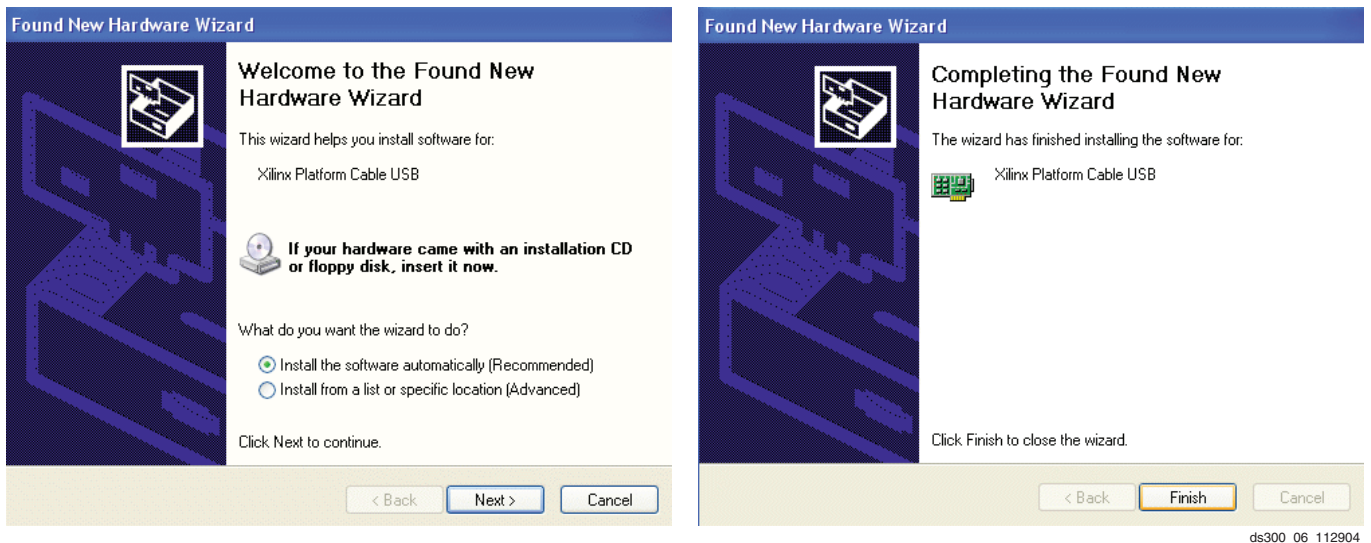 Found New Hardware Wizard
Welcome to the Found New
Hardware Wizard
This wizard helps you install software for:
Xilinx Platform Cable USB
If your hardware came with an installation CD
or floppy disk, insert it now.
What do you want the wizard to do?
Install the software automatically (Recommended)
Install from a list or specific location (Advanced)
Click Next to continue.
< Back
Next >
Cancel
Found New Hardware Wizard
Completing the Found New
Hardware Wizard
The wizard has finished installing the software for:
Xilinx Platform Cable USB
Click Finish to close the wizard.
< Back
Finish
Cancel
ds300_06_112904